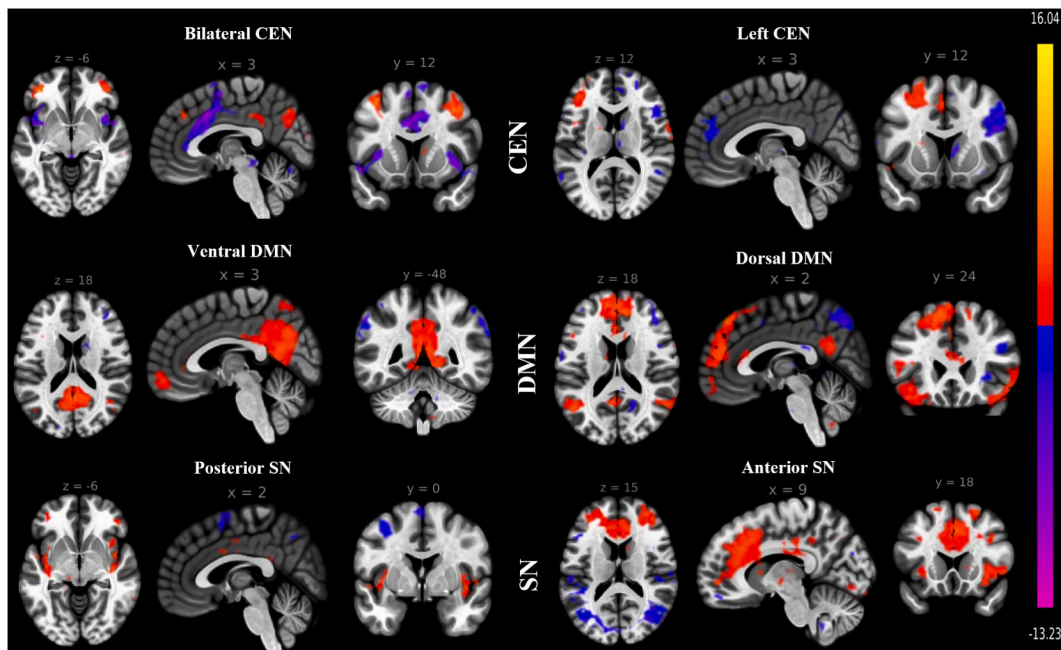 16.04
Bilateral CEN
Left CEN
z = -6
x = 3
y = 12
z = 12
x = 3
y = 12
CEN
Ventral DMN
Dorsal DMN
z = 18
x = 3
y = -48
z = 18
x = 2
y = 24
DMN
Posterior SN
Anterior SN
z = -6
x = 2
y = 0
z = 15
x = 9
y = 18
SN
-13.23